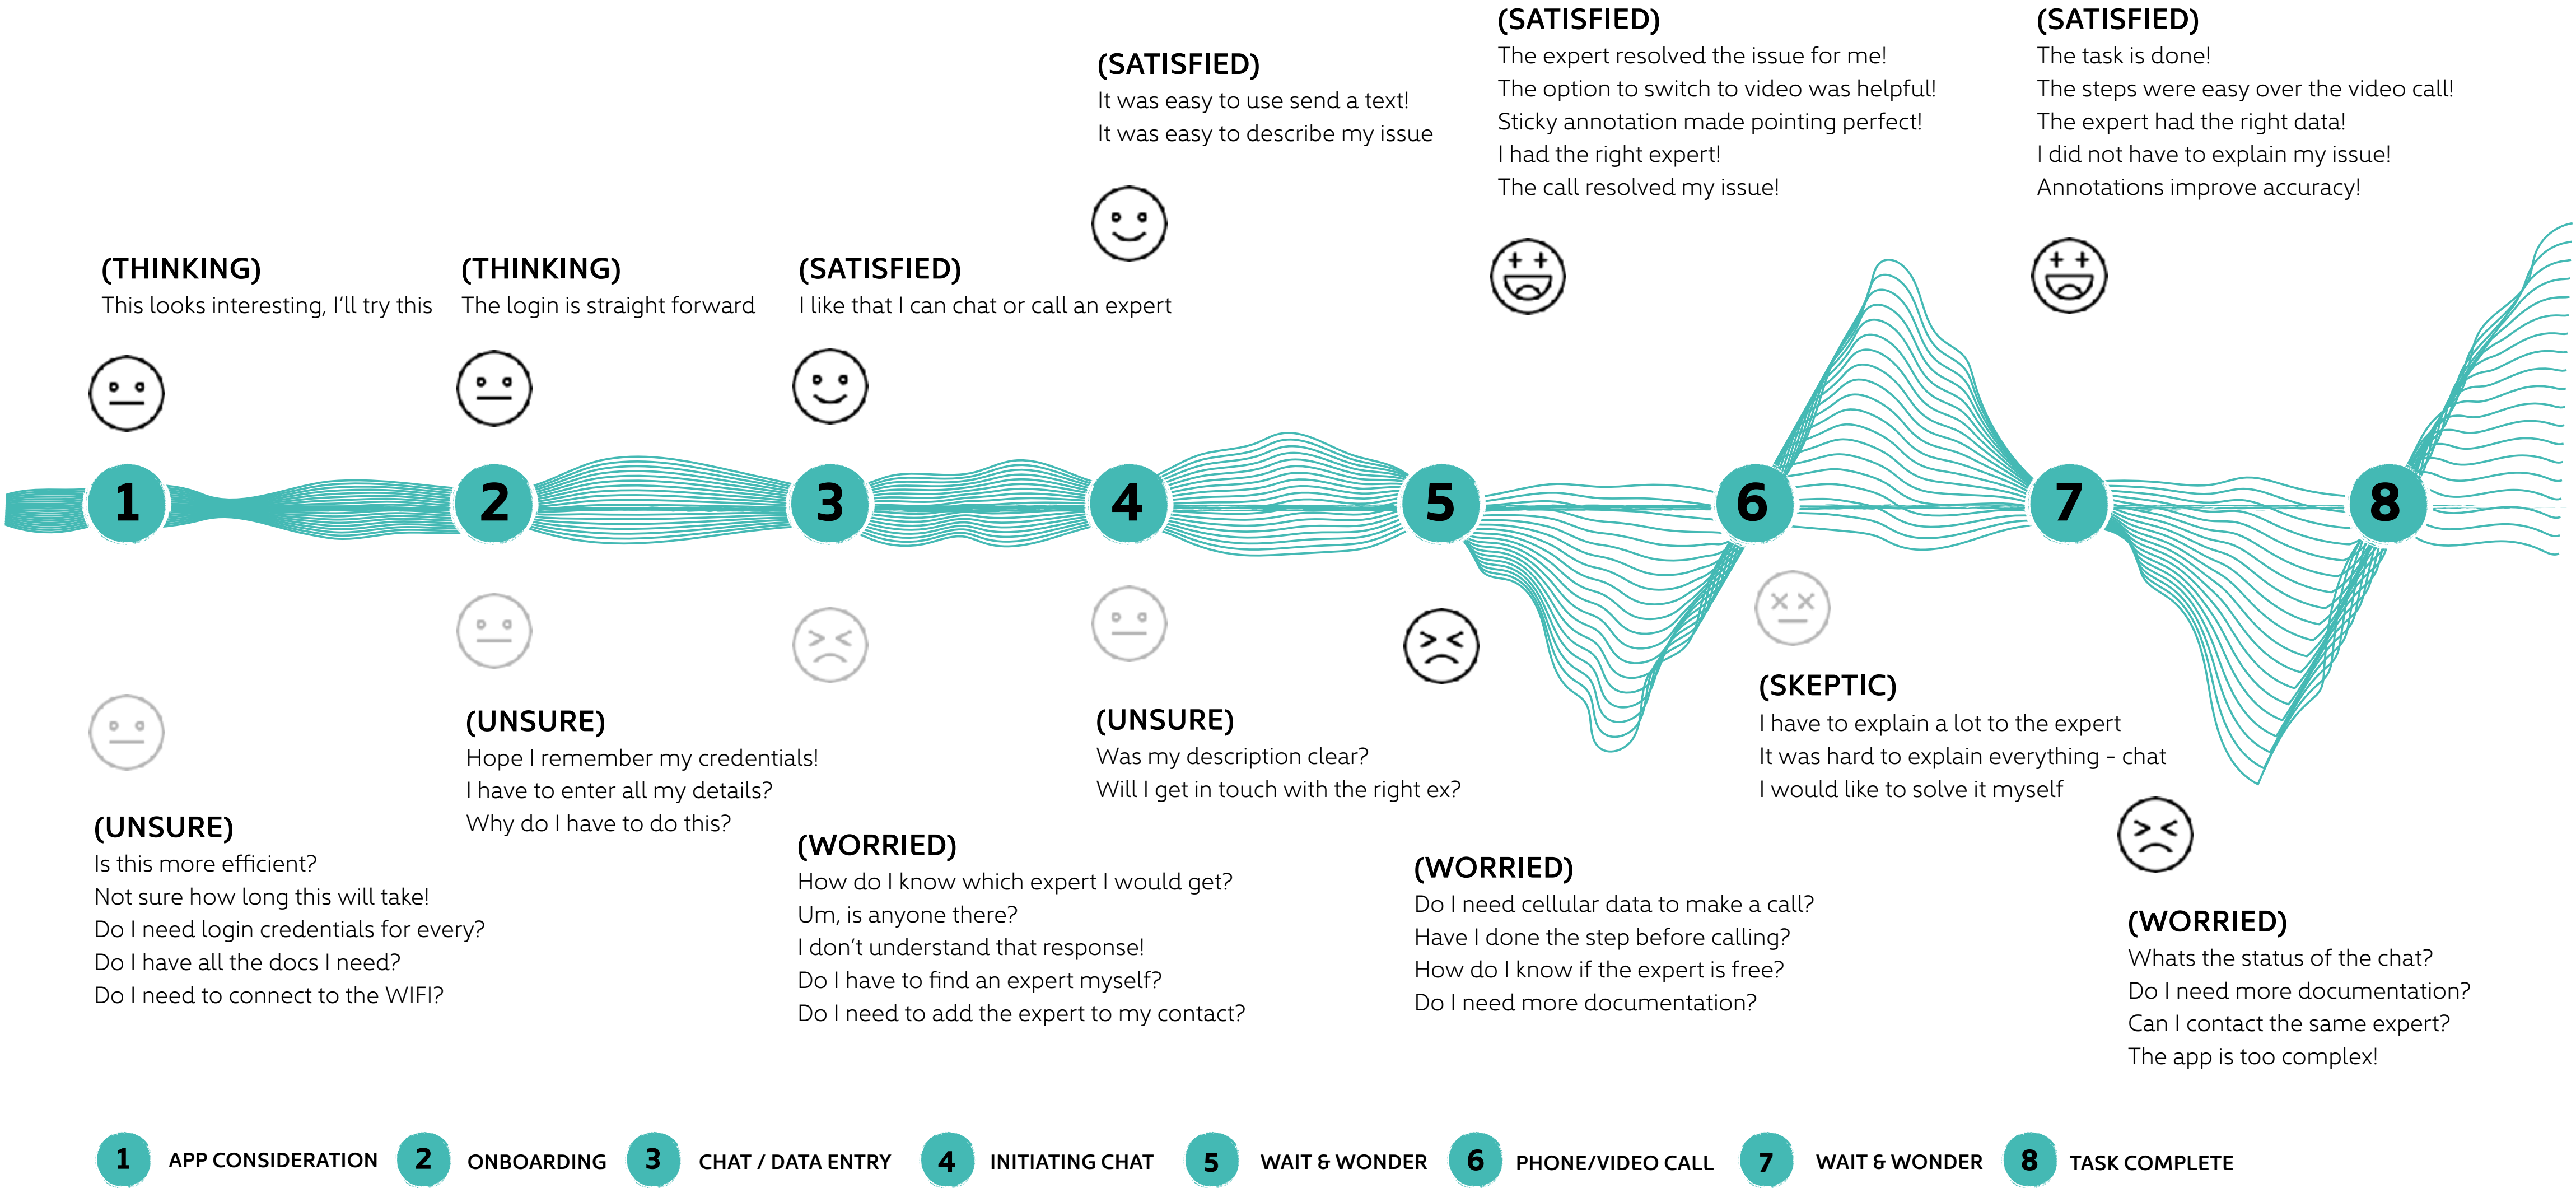 (THINKING)
This looks interesting, I'll try this
(THINKING)
The login is straight forward
(SATISFIED)
I like that I can chat or call an expert
(SATISFIED)
It was easy to use send a text!
It was easy to describe my issue
(SATISFIED)
The expert resolved the issue for me!
The option to switch to video was helpful!
Sticky annotation made pointing perfect!
I had the right expert!
The call resolved my issue!
(SATISFIED)
The task is done!
The steps were easy over the video call!
The expert had the right data!
I did not have to explain my issue!
Annotations improve accuracy!
1
2
3
4
5
6
7
8
(UNSURE)
Is this more efficient?
Not sure how long this will take!
Do I need login credentials for every?
Do I have all the docs I need?
Do I need to connect to the WIFI?
(UNSURE)
Hope I remember my credentials!
I have to enter all my details?
Why do I have to do this?
(WORRIED)
How do I know which expert I would get?
Um, is anyone there?
I don't understand that response!
Do I have to find an expert myself?
Do I need to add the expert to my contact?
(UNSURE)
Was my description clear?
Will I get in touch with the right ex?
(WORRIED)
Do I need cellular data to make a call?
Have I done the step before calling?
How do I know if the expert is free?
Do I need more documentation?
(SKEPTIC)
I have to explain a lot to the expert
It was hard to explain everything - chat
I would like to solve it myself
(WORRIED)
Whats the status of the chat?
Do I need more documentation?
Can I contact the same expert?
The app is too complex!
1 APP CONSIDERATION
2 ONBOARDING
3 CHAT / DATA ENTRY
4 INITIATING CHAT
5 WAIT & WONDER
6 PHONE/VIDEO CALL
7 WAIT & WONDER
8 TASK COMPLETE